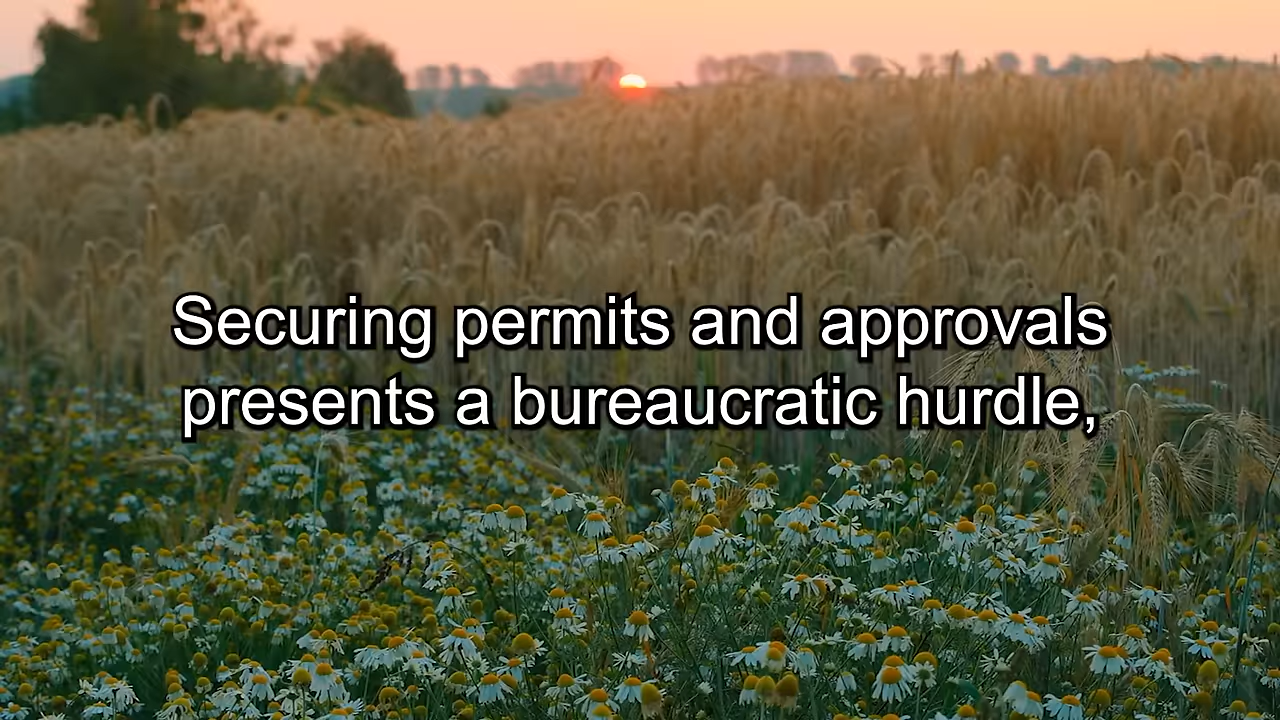 Securing permits and approvals
presents a bureaucratic hurdle,